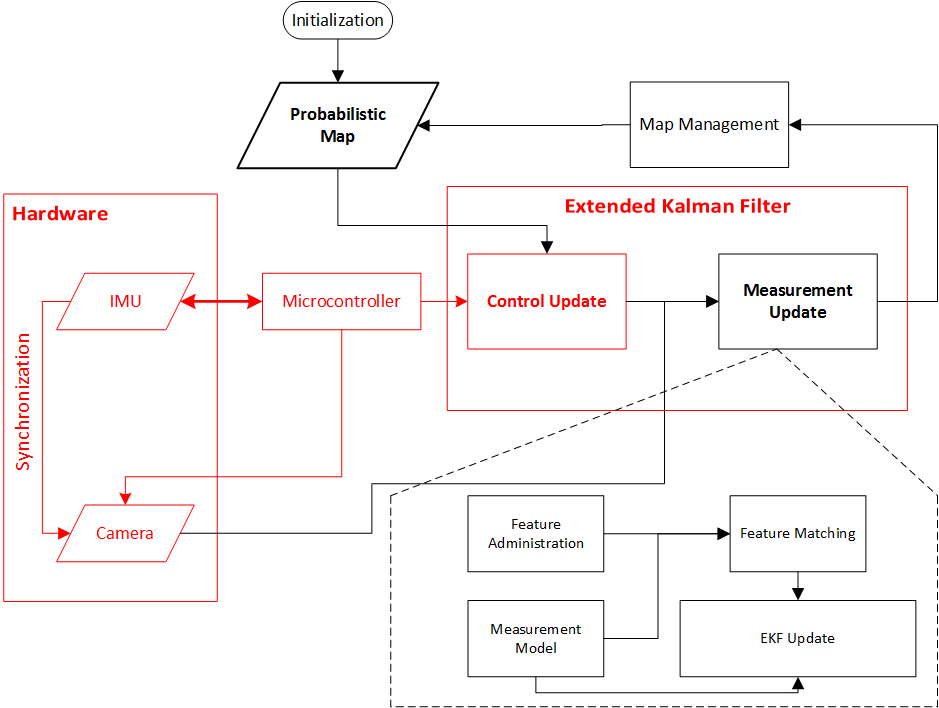 Initialization
Probabilistic
Map
Map Management
Hardware
Extended Kalman Filter
IMU
Microcontroller
Control Update
Measurement
Update
Synchronization
Camera
Feature
Administration
Feature Matching
Measurement
Model
EKF Update